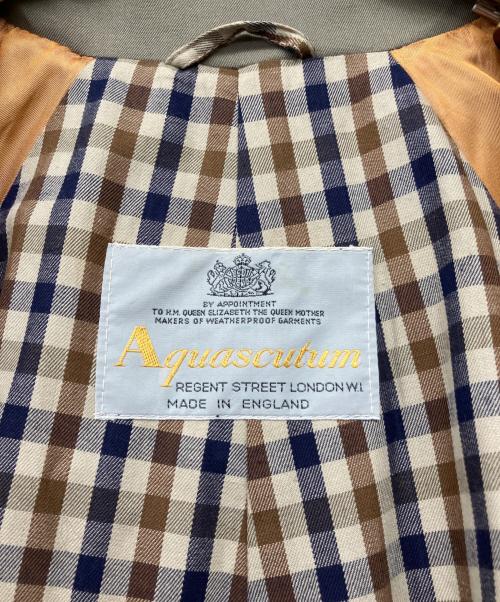 BY APPOINTMENT
TO H.M. QUEEN ELIZABETH THE QUEEN MOTHER
MAKERS OF WEATHERPROOF GARMENTS
Aquascutum
REGENT STREET LONDON W.1.
MADE IN ENGLAND